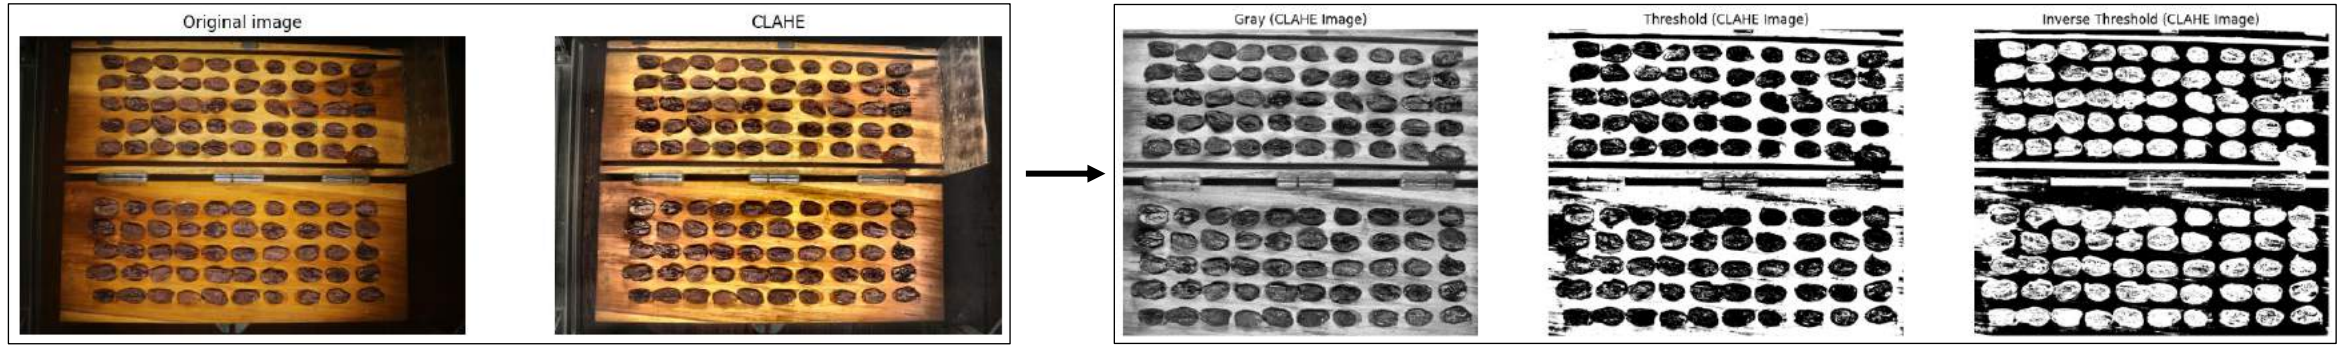 Original image
CLAHE
Gray (CLAHE Image)
Threshold (CLAHE Image)
Inverse Threshold (CLAHE Image)